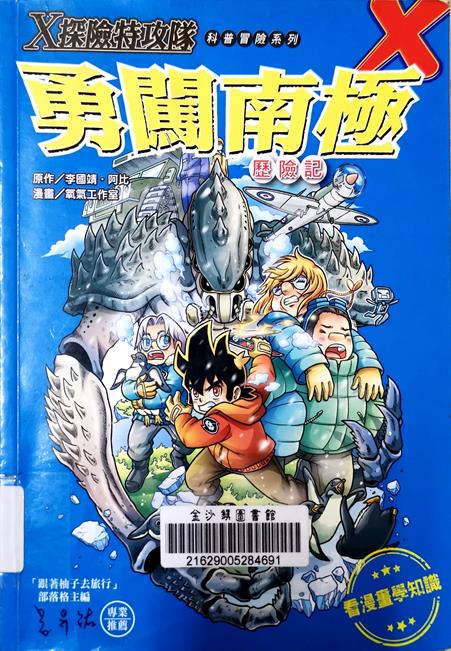 X探險特攻隊 科普冒險系列
X
勇闖南極
歷險記
原作/李國靖・阿比
漫畫/氧氣工作室
金沙鎮圖書館
21629005284691
看漫畫學知識
「跟著柚子去旅行」
部落格主編
專業
推薦